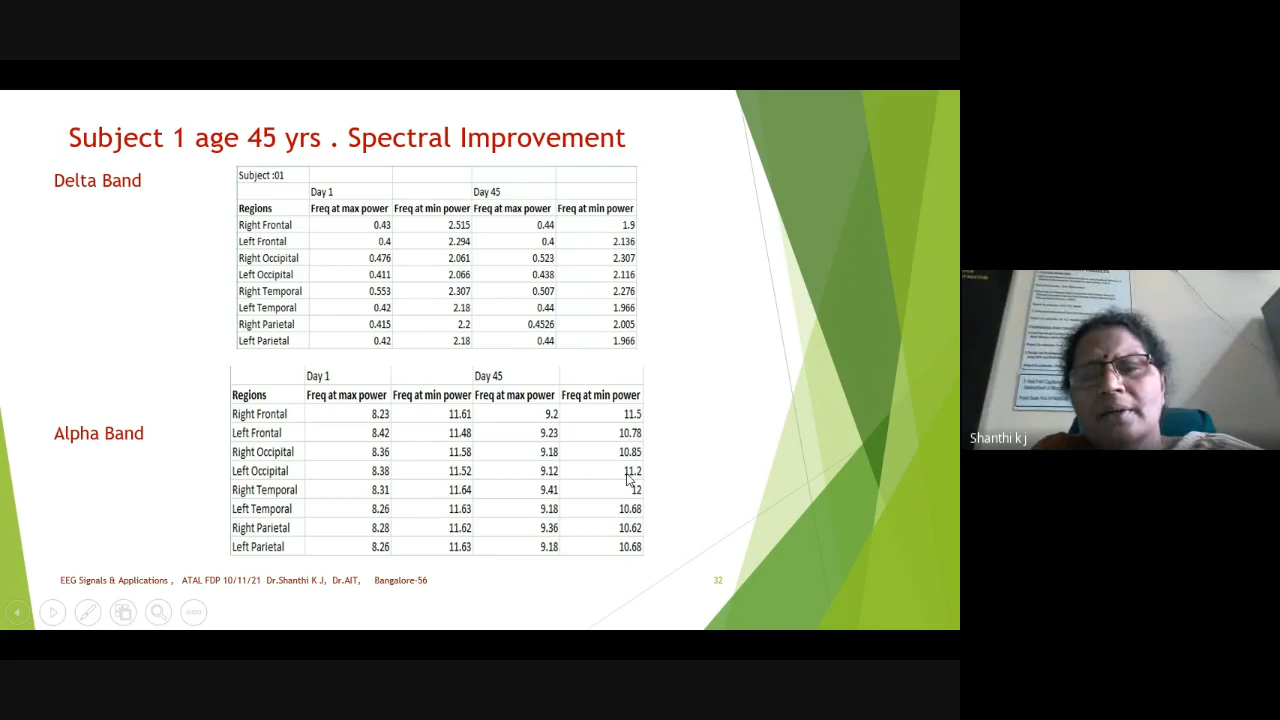 Subject 1 age 45 yrs . Spectral Improvement
Delta Band
Subject :01
Day 1 Day 45
Regions Freq at max power Freq at min power Freq at max power Freq at min power
Right Frontal 0.43 2.515 0.44 1.9
Left Frontal 0.4 2.294 0.4 2.136
Right Occipital 0.476 2.061 0.523 2.307
Left Occipital 0.411 2.066 0.438 2.116
Right Temporal 0.553 2.307 0.507 2.276
Left Temporal 0.42 2.18 0.44 1.966
Right Parietal 0.415 2.2 0.4526 2.005
Left Parietal 0.42 2.18 0.44 1.966
Alpha Band
Day 1 Day 45
Regions Freq at max power Freq at min power Freq at max power Freq at min power
Right Frontal 8.23 11.61 9.2 11.5
Left Frontal 8.42 11.48 9.23 10.78
Right Occipital 8.36 11.58 9.18 10.85
Left Occipital 8.38 11.52 9.12 11.2
Right Temporal 8.31 11.64 9.41 12
Left Temporal 8.26 11.63 9.18 10.68
Right Parietal 8.28 11.62 9.36 10.62
Left Parietal 8.26 11.63 9.18 10.68
EEG Signals & Applications , ATAL FDP 10/11/21 Dr.Shanthi K J, Dr.AIT, Bangalore-56
32
Shanthi k j